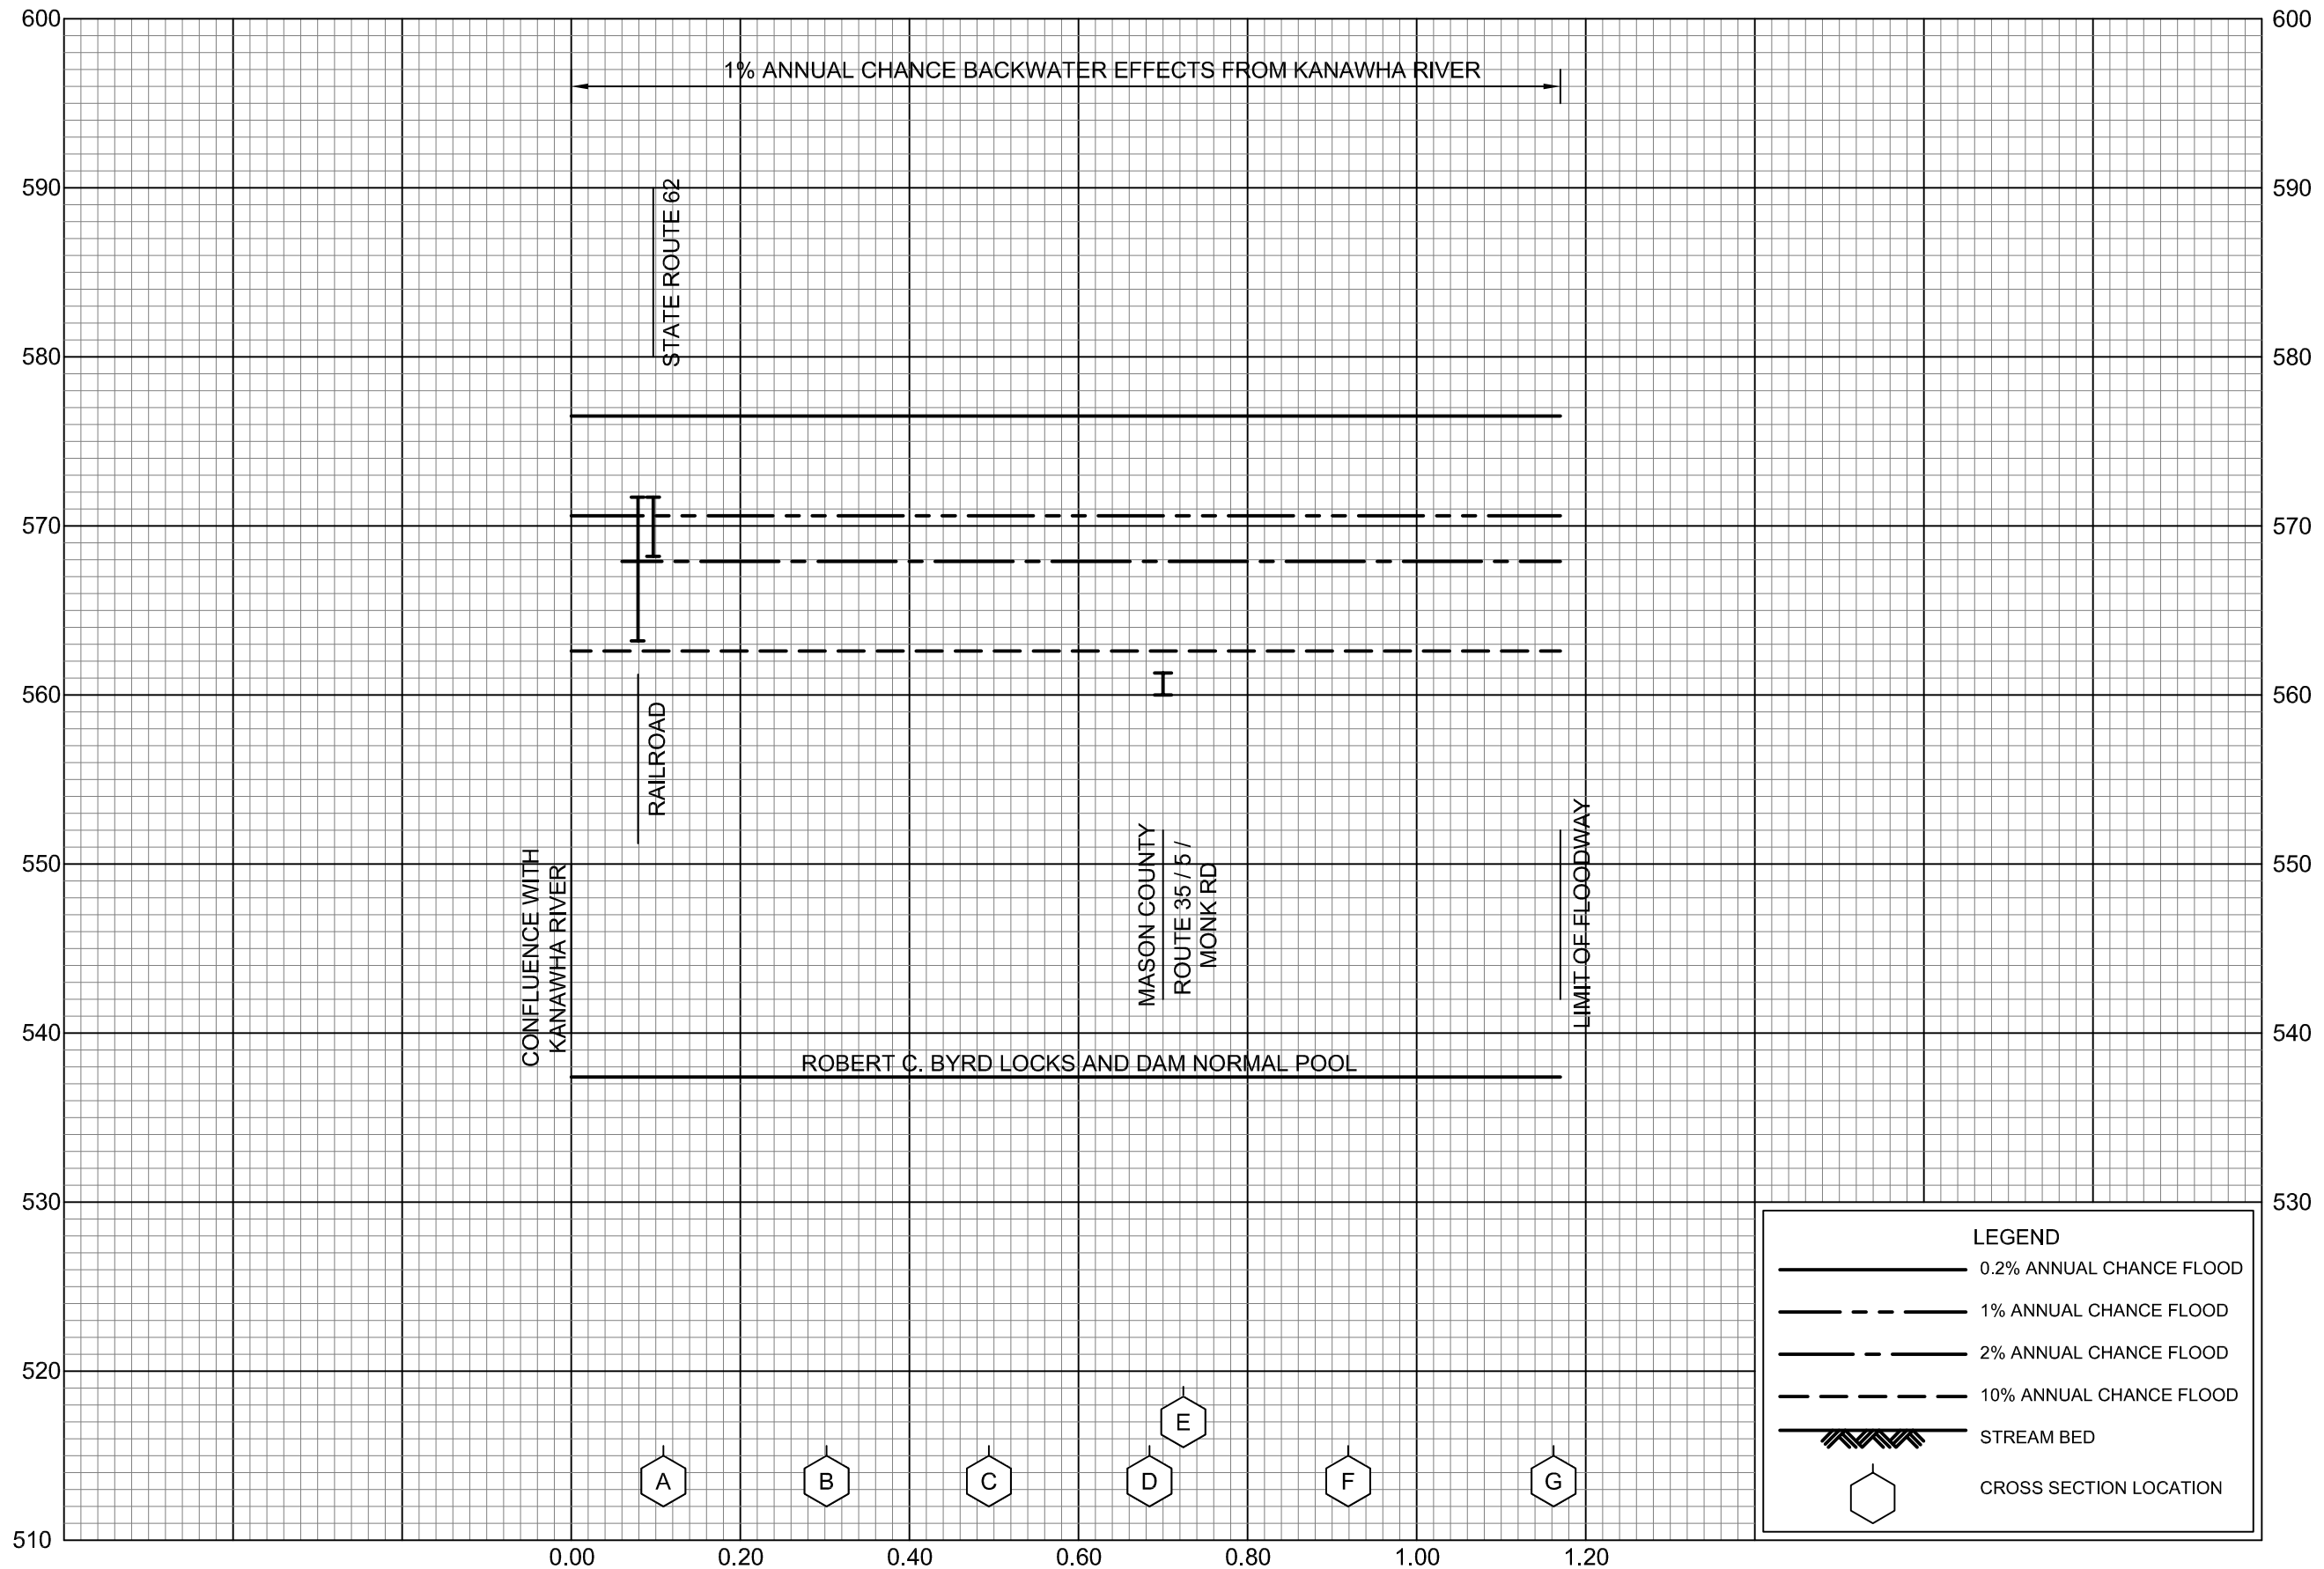 600
600
1% ANNUAL CHANCE BACKWATER EFFECTS FROM KANAWHA RIVER
590
590
STATE ROUTE 62
580
580
570
570
560
560
RAILROAD
550
550
CONFLUENCE WITH
KANAWHA RIVER
MASON COUNTY
ROUTE 35 / 5 /
MONK RD
LIMIT OF FLOODWAY
540
540
ROBERT C. BYRD LOCKS AND DAM NORMAL POOL
530
530
520
510
A
B
C
D
E
F
G
0.00
0.20
0.40
0.60
0.80
1.00
1.20
LEGEND
0.2% ANNUAL CHANCE FLOOD
1% ANNUAL CHANCE FLOOD
2% ANNUAL CHANCE FLOOD
10% ANNUAL CHANCE FLOOD
STREAM BED
CROSS SECTION LOCATION